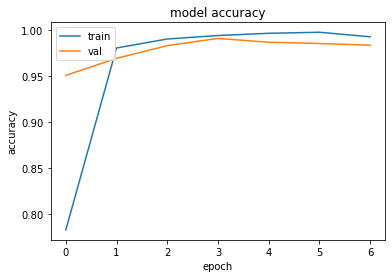 model accuracy
train
val
1.00
0.95
0.90
0.85
0.80
accuracy
0 1 2 3 4 5 6
epoch